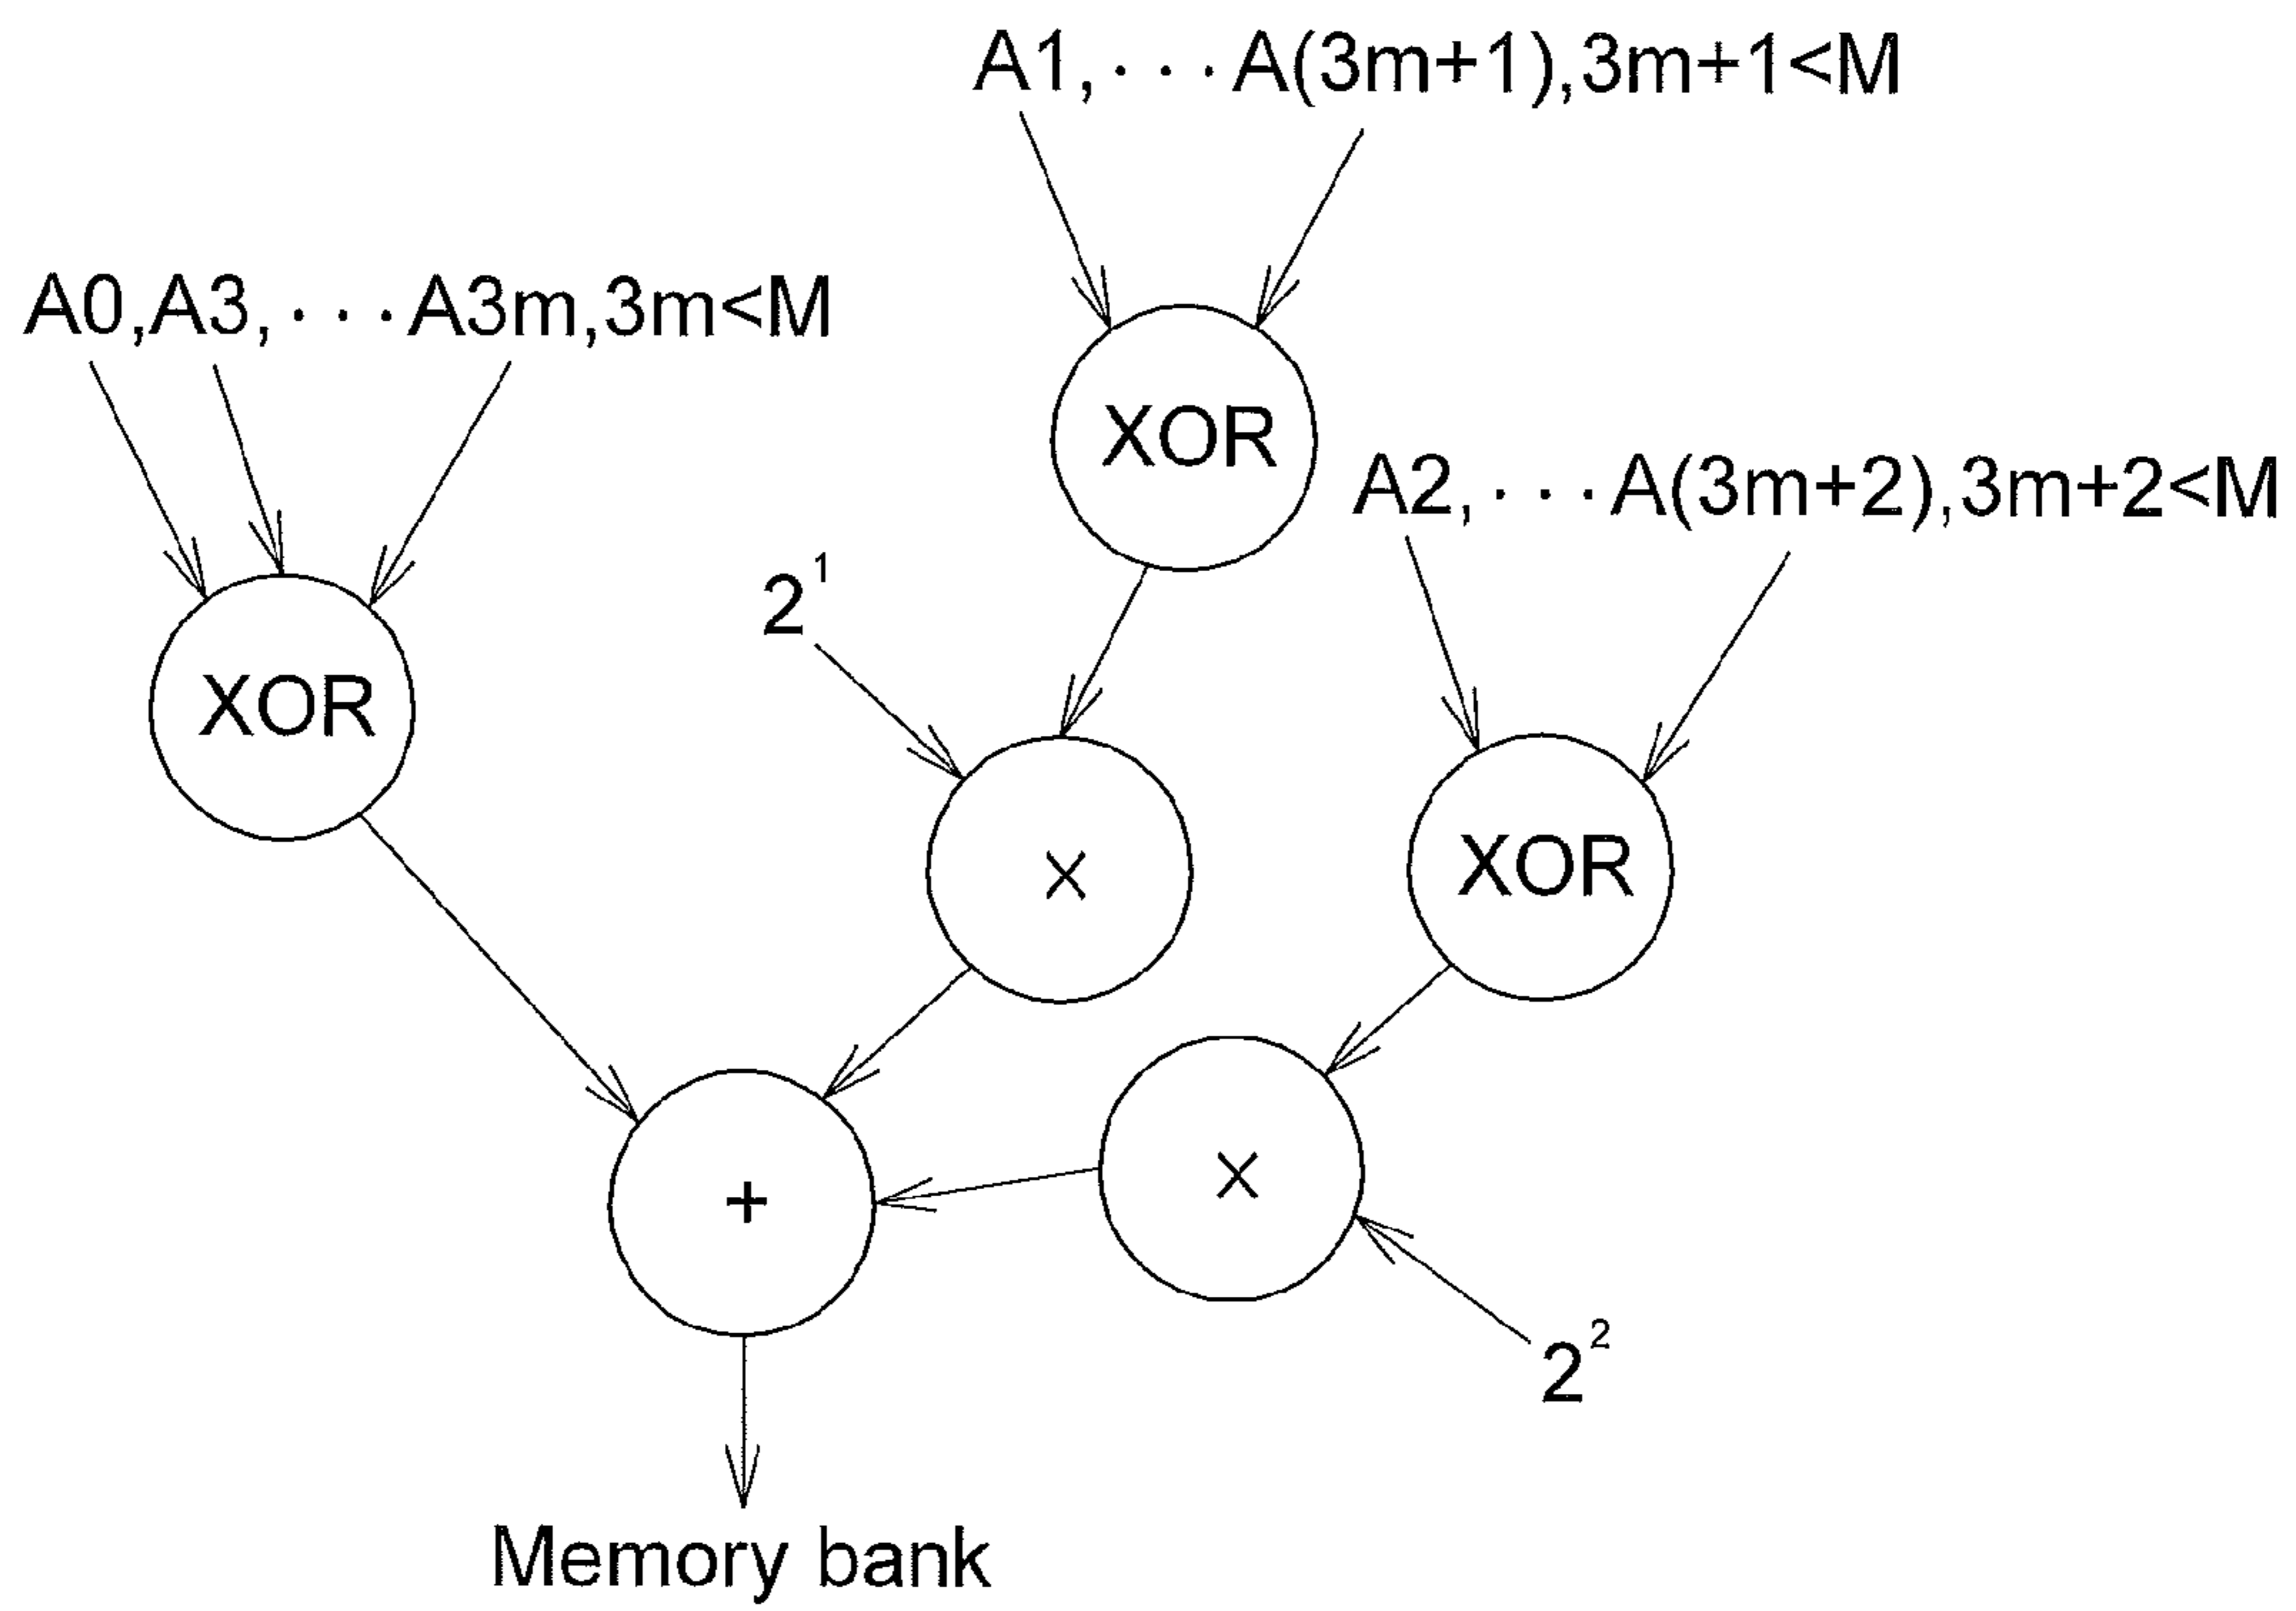 A1,···A(3m+1),3m+1<M
A0,A3,···A3m,3m<M
XOR
A2,···A(3m+2),3m+2<M
2¹
XOR
XOR
×
+
×
2²
Memory bank